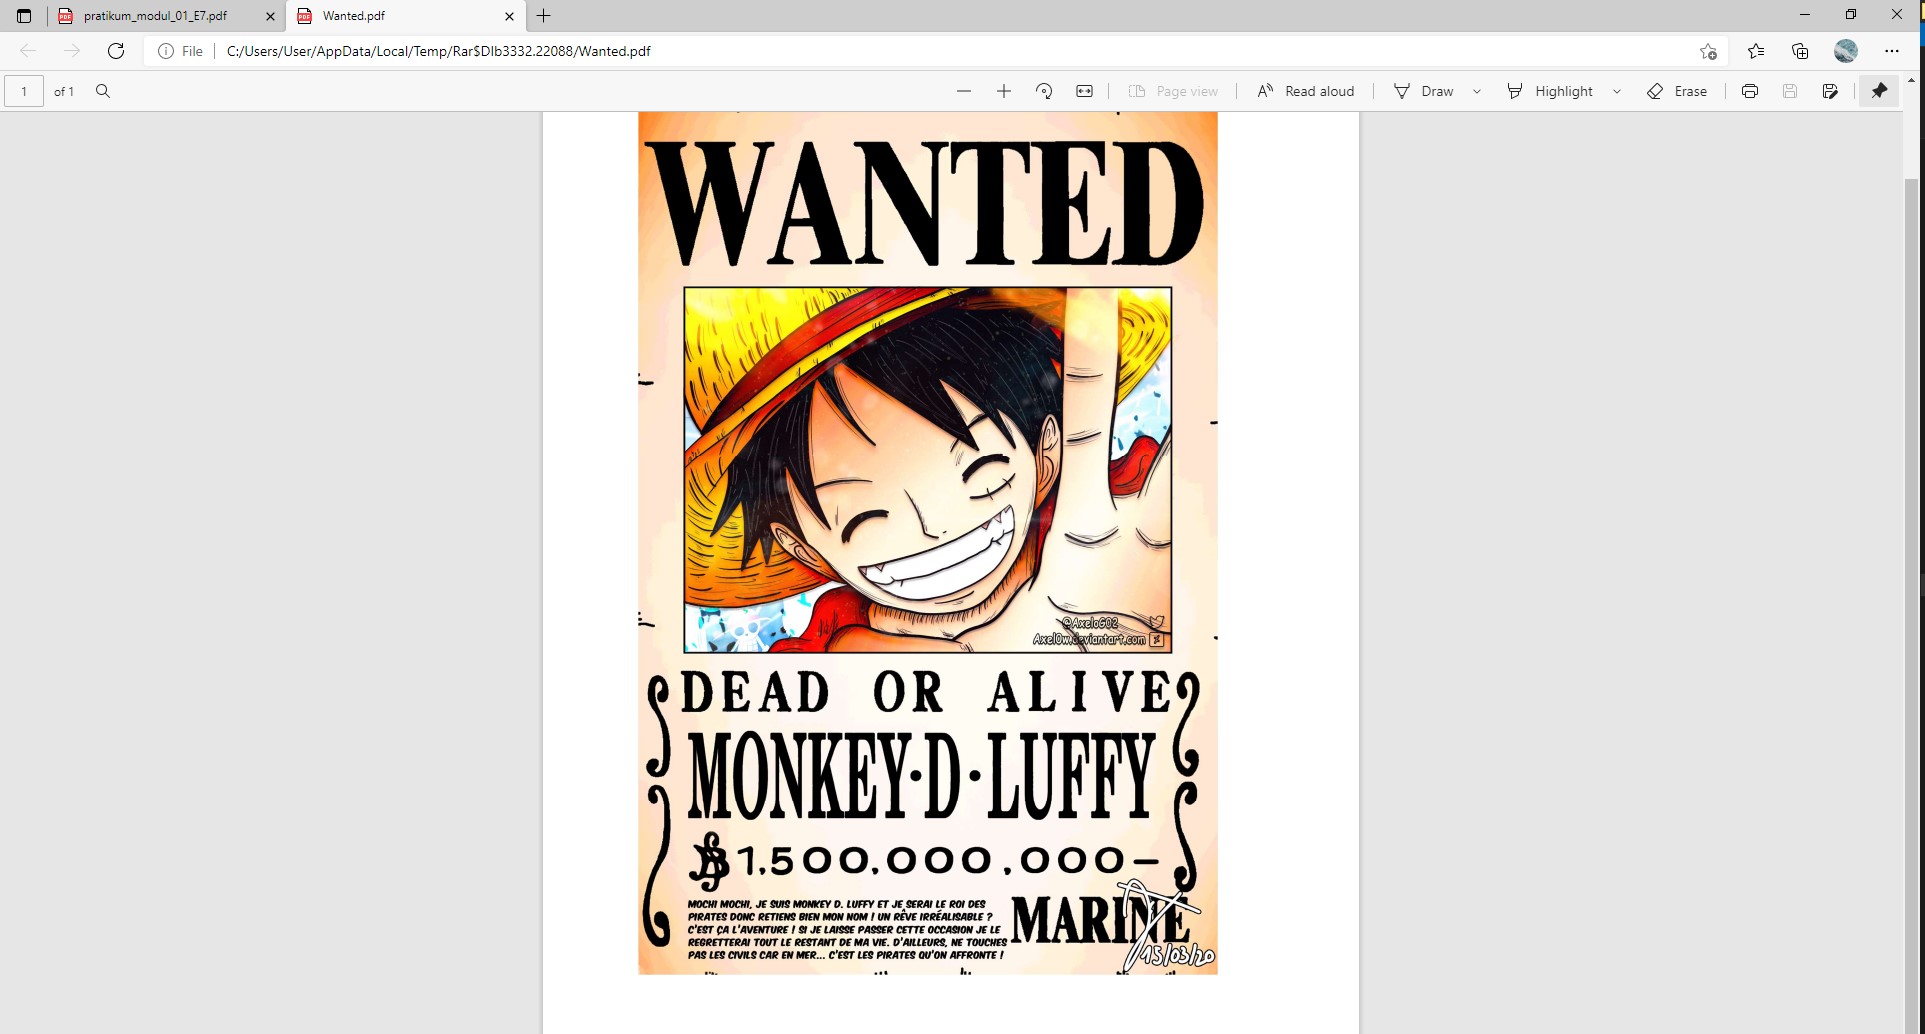 pratikum_modul_01_E7.pdf
Wanted.pdf
File
C:/Users/User/AppData/Local/Temp/Rar$DIb3332.22088/Wanted.pdf
1 of 1
Page view
Read aloud
Draw
Highlight
Erase
WANTED
@Axelo602
Axel0w.deviantart.com
DEAD OR ALIVE
MONKEY·D·LUFFY
฿1,500,000,000-
MOCHI MOCHI, JE SUIS MONKEY D. LUFFY ET JE SERAI LE ROI DES
PIRATES DONC RETIENS BIEN MON NOM ! UN RÊVE IRRÉALISABLE ?
C'EST ÇA L'AVENTURE ! SI JE LAISSE PASSER CETTE OCCASION JE LE
REGRETTERAI TOUT LE RESTANT DE MA VIE. D'AILLEURS, NE TOUCHES
PAS LES CIVILS CAR EN MER... C'EST LES PIRATES QU'ON AFFRONTE !
MARINE
15/03/20